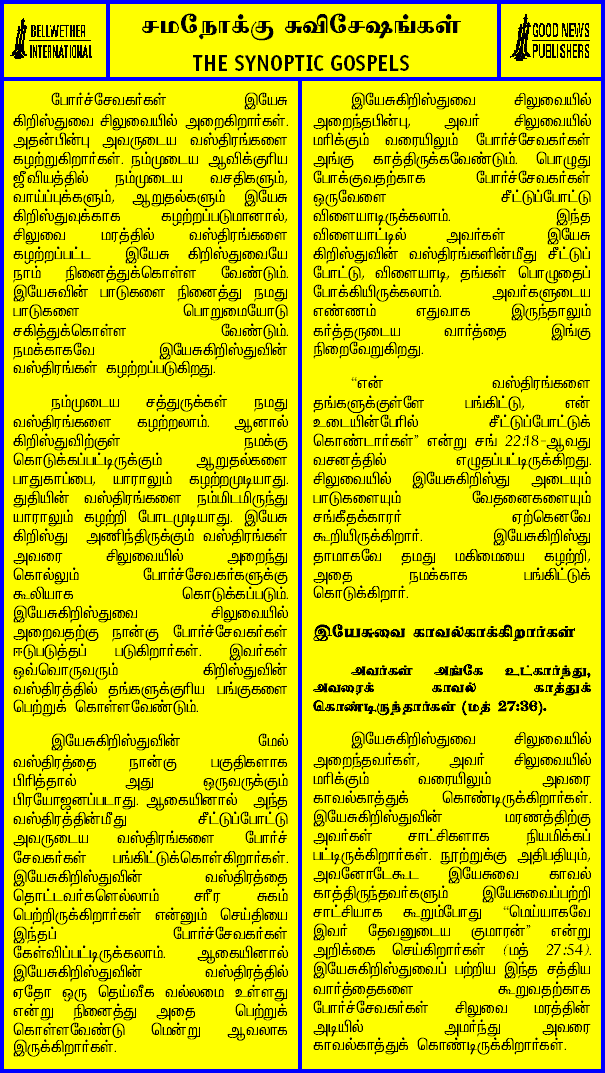 BELLWETHER
INTERNATIONAL
சமநோக்கு சுவிசேஷங்கள்
THE SYNOPTIC GOSPELS
GOOD NEWS
PUBLISHERS
போர்ச்சேவகர்கள் இயேசு
கிறிஸ்துவை சிலுவையில் அறைகிறார்கள்.
அதன்பின்பு அவருடைய வஸ்திரங்களை
கழற்றுகிறார்கள். நம்முடைய ஆவிக்குரிய
ஜீவியத்தில் நம்முடைய வசதிகளும்,
வாய்ப்புக்களும், ஆறுதல்களும் இயேசு
கிறிஸ்துவுக்காக கழற்றப்படுமானால்,
சிலுவை மரத்தில் வஸ்திரங்களை
கழற்றப்பட்ட இயேசு கிறிஸ்துவையே
நாம் நினைத்துக்கொள்ள வேண்டும்.
இயேசுவின் பாடுகளை நினைத்து நமது
பாடுகளை பொறுமையோடு
சகித்துக்கொள்ள வேண்டும்.
நமக்காகவே இயேசுகிறிஸ்துவின்
வஸ்திரங்கள் கழற்றப்படுகிறது.
நம்முடைய சத்துருக்கள் நமது
வஸ்திரங்களை கழற்றலாம். ஆனால்
கிறிஸ்துவிற்குள் நமக்கு
கொடுக்கப்பட்டிருக்கும் ஆறுதல்களை
பாதுகாப்பை, யாராலும் கழற்றமுடியாது.
துதியின் வஸ்திரங்களை நம்மிடமிருந்து
யாராலும் கழற்றி போடமுடியாது. இயேசு
கிறிஸ்து அணிந்திருக்கும் வஸ்திரங்கள்
அவரை சிலுவையில் அறைந்து
கொல்லும் போர்ச்சேவகர்களுக்கு
கூலியாக கொடுக்கப்படும்.
இயேசுகிறிஸ்துவை சிலுவையில்
அறைவதற்கு நான்கு போர்ச்சேவகர்கள்
ஈடுபடுத்தப் படுகிறார்கள். இவர்கள்
ஒவ்வொருவரும் கிறிஸ்துவின்
வஸ்திரத்தில் தங்களுக்குரிய பங்குகளை
பெற்றுக் கொள்ளவேண்டும்.
இயேசுகிறிஸ்துவின் மேல்
வஸ்திரத்தை நான்கு பகுதிகளாக
பிரித்தால் அது ஒருவருக்கும்
பிரயோஜனப்படாது. ஆகையினால் அந்த
வஸ்திரத்தின்மீது சீட்டுப்போட்டு
அவருடைய வஸ்திரங்களை போர்ச்
சேவகர்கள் பங்கிட்டுக்கொள்கிறார்கள்.
இயேசுகிறிஸ்துவின் வஸ்திரத்தை
தொட்டவர்களெல்லாம் சரீர சுகம்
பெற்றிருக்கிறார்கள் என்னும் செய்தியை
இந்தப் போர்ச்சேவகர்கள்
கேள்விப்பட்டிருக்கலாம். ஆகையினால்
இயேசுகிறிஸ்துவின் வஸ்திரத்தில்
ஏதோ ஒரு தெய்வீக வல்லமை உள்ளது
என்று நினைத்து அதை பெற்றுக்
கொள்ளவேண்டு மென்று ஆவலாக
இருக்கிறார்கள்.
இயேசுகிறிஸ்துவை சிலுவையில்
அறைந்தபின்பு, அவர் சிலுவையில்
மரிக்கும் வரையிலும் போர்ச்சேவகர்கள்
அங்கு காத்திருக்கவேண்டும். பொழுது
போக்குவதற்காக போர்ச்சேவகர்கள்
ஒருவேளை சீட்டுப்போட்டு
விளையாடிருக்கலாம். இந்த
விளையாட்டில் அவர்கள் இயேசு
கிறிஸ்துவின் வஸ்திரங்களின்மீது சீட்டுப்
போட்டு, விளையாடி, தங்கள் பொழுதைப்
போக்கியிருக்கலாம். அவர்களுடைய
எண்ணம் எதுவாக இருந்தாலும்
கர்த்தருடைய வார்த்தை இங்கு
நிறைவேறுகிறது.
“என் வஸ்திரங்களை
தங்களுக்குள்ளே பங்கிட்டு, என்
உடையின்பேரில் சீட்டுப்போட்டுக்
கொண்டார்கள்” என்று சங் 22:18-ஆவது
வசனத்தில் எழுதப்பட்டிருக்கிறது.
சிலுவையில் இயேசுகிறிஸ்து அடையும்
பாடுகளையும் வேதனைகளையும்
சங்கீதக்காரர் ஏற்கெனவே
கூறியிருக்கிறார். இயேசுகிறிஸ்து
தாமாகவே தமது மகிமையை கழற்றி,
அதை நமக்காக பங்கிட்டுக்
கொடுக்கிறார்.
இயேசுவை காவல்காக்கிறார்கள்
அவர்கள் அங்கே உட்கார்ந்து,
அவரைக் காவல் காத்துக்
கொண்டிருந்தார்கள் (மத் 27:36).
இயேசுகிறிஸ்துவை சிலுவையில்
அறைந்தவர்கள், அவர் சிலுவையில்
மரிக்கும் வரையிலும் அவரை
காவல்காத்துக் கொண்டிருக்கிறார்கள்.
இயேசுகிறிஸ்துவின் மரணத்திற்கு
அவர்கள் சாட்சிகளாக நியமிக்கப்
பட்டிருக்கிறார்கள். நூற்றுக்கு அதிபதியும்,
அவனோடேகூட இயேசுவை காவல்
காத்திருந்தவர்களும் இயேசுவைப்பற்றி
சாட்சியாக கூறும்போது “மெய்யாகவே
இவர் தேவனுடைய குமாரன்” என்று
அறிக்கை செய்கிறார்கள் (மத் 27:54).
இயேசுகிறிஸ்துவைப் பற்றிய இந்த சத்திய
வார்த்தைகளை கூறுவதற்காக
போர்ச்சேவகர்கள் சிலுவை மரத்தின்
அடியில் அமர்ந்து அவரை
காவல்காத்துக் கொண்டிருக்கிறார்கள்.